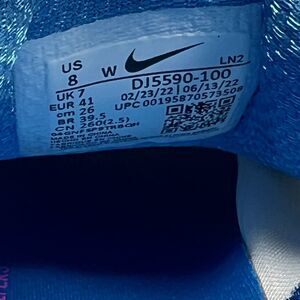 US 8 W LN2
UK 7 DJ5590-100
EUR 41 02/23/22 06/13/22
cm 26 UPC 00195870573508
BR 39.5
CN 260(2.5)